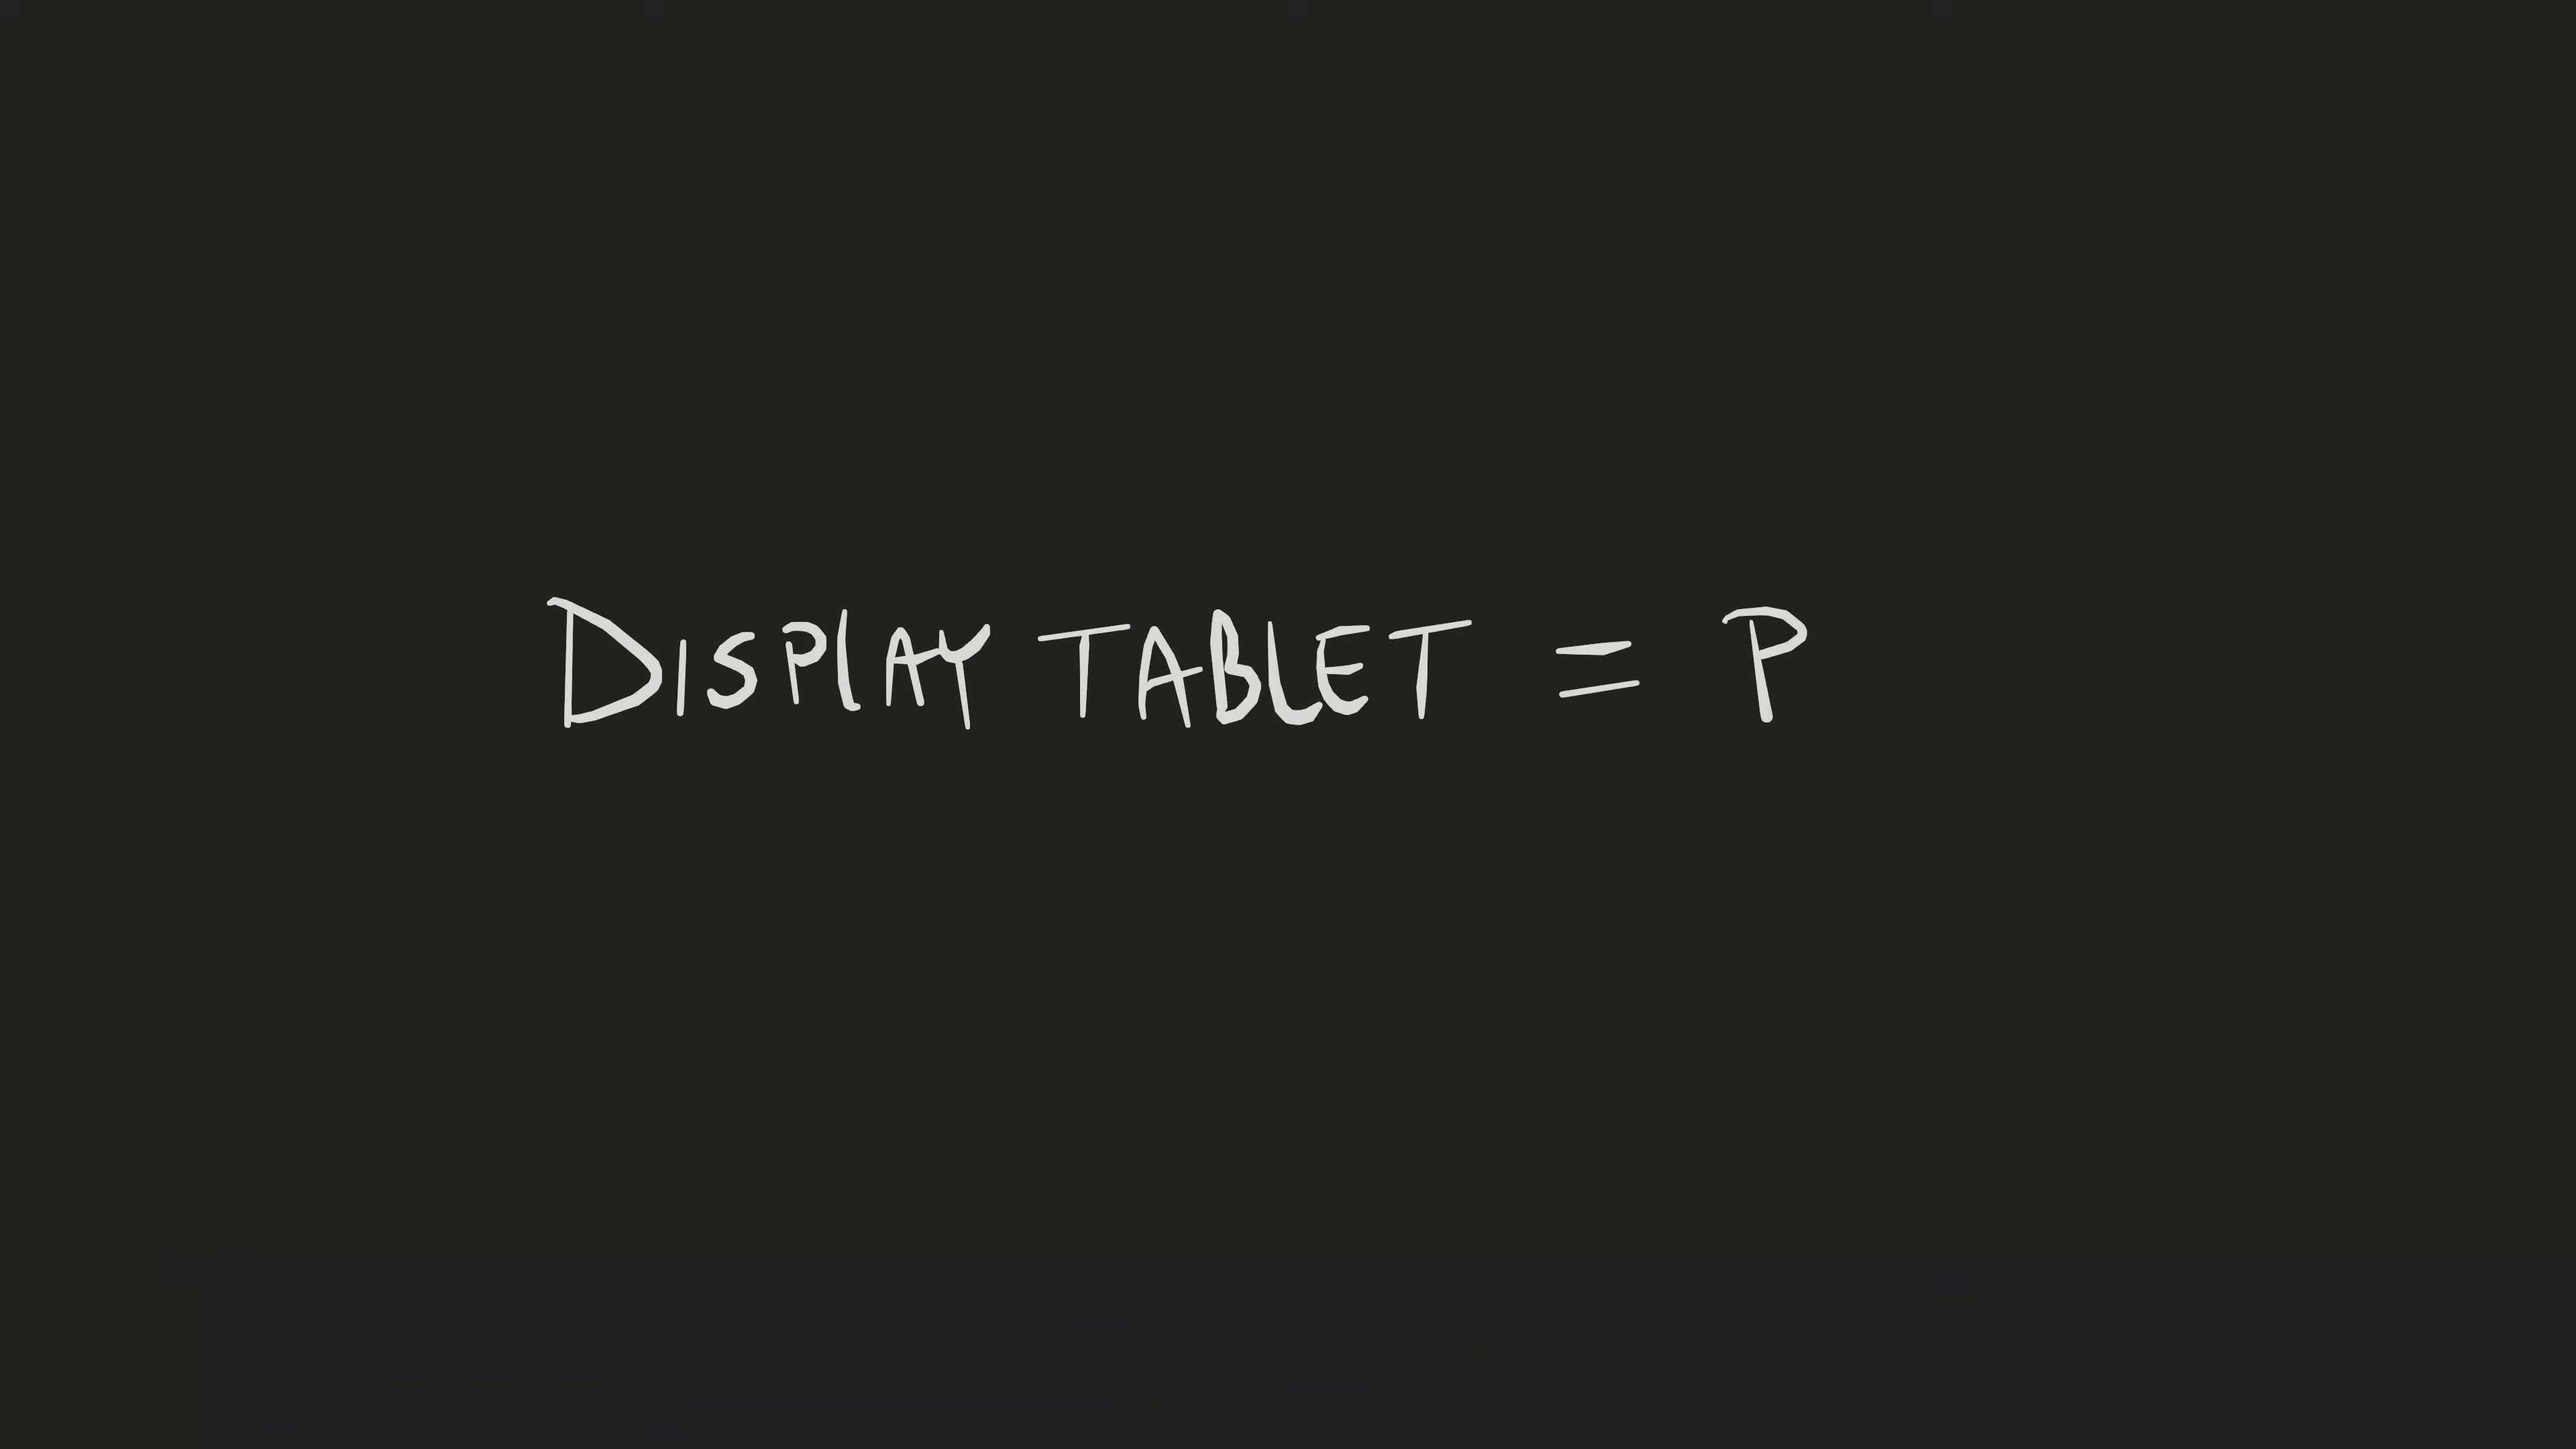 DISPLAY TABLET = P